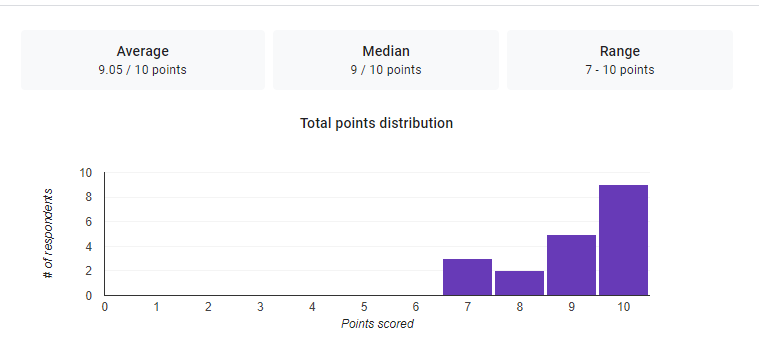 Average
9.05 / 10 points
Median
9 / 10 points
Range
7 - 10 points
Total points distribution
# of respondents
10
8
6
4
2
0
0 1 2 3 4 5 6 7 8 9 10
Points scored